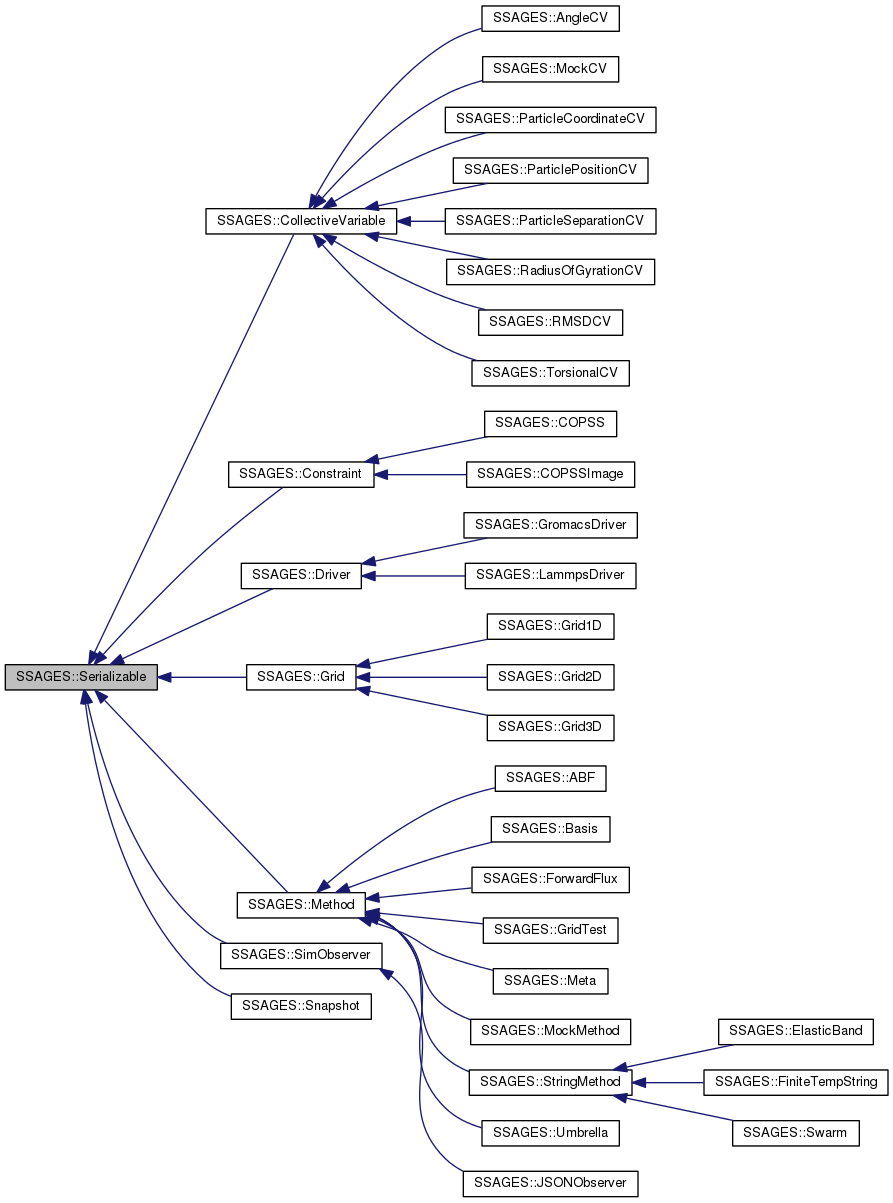 SSAGES::AngleCV
SSAGES::MockCV
SSAGES::ParticleCoordinateCV
SSAGES::ParticlePositionCV
SSAGES::CollectiveVariable
SSAGES::ParticleSeparationCV
SSAGES::RadiusOfGyrationCV
SSAGES::RMSDCV
SSAGES::TorsionalCV
SSAGES::COPSS
SSAGES::Constraint
SSAGES::COPSSImage
SSAGES::GromacsDriver
SSAGES::Driver
SSAGES::LammpsDriver
SSAGES::Grid1D
SSAGES::Serializable
SSAGES::Grid
SSAGES::Grid2D
SSAGES::Grid3D
SSAGES::ABF
SSAGES::Basis
SSAGES::ForwardFlux
SSAGES::Method
SSAGES::GridTest
SSAGES::SimObserver
SSAGES::Meta
SSAGES::Snapshot
SSAGES::MockMethod
SSAGES::ElasticBand
SSAGES::StringMethod
SSAGES::FiniteTempString
SSAGES::Umbrella
SSAGES::Swarm
SSAGES::JSONObserver